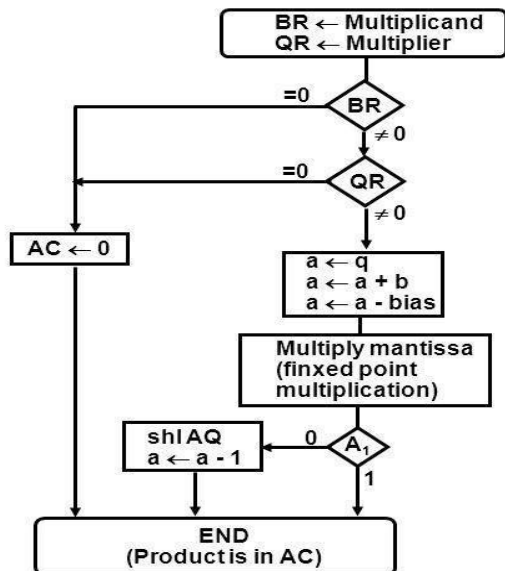 BR ← Multiplicand
QR ← Multiplier
=0
BR
≠ 0
=0
QR
≠ 0
AC ← 0
a ← q
a ← a + b
a ← a - bias
Multiply mantissa
(finxed point
multiplication)
shl AQ
a ← a - 1
0
A₁
1
END
(Product is in AC)